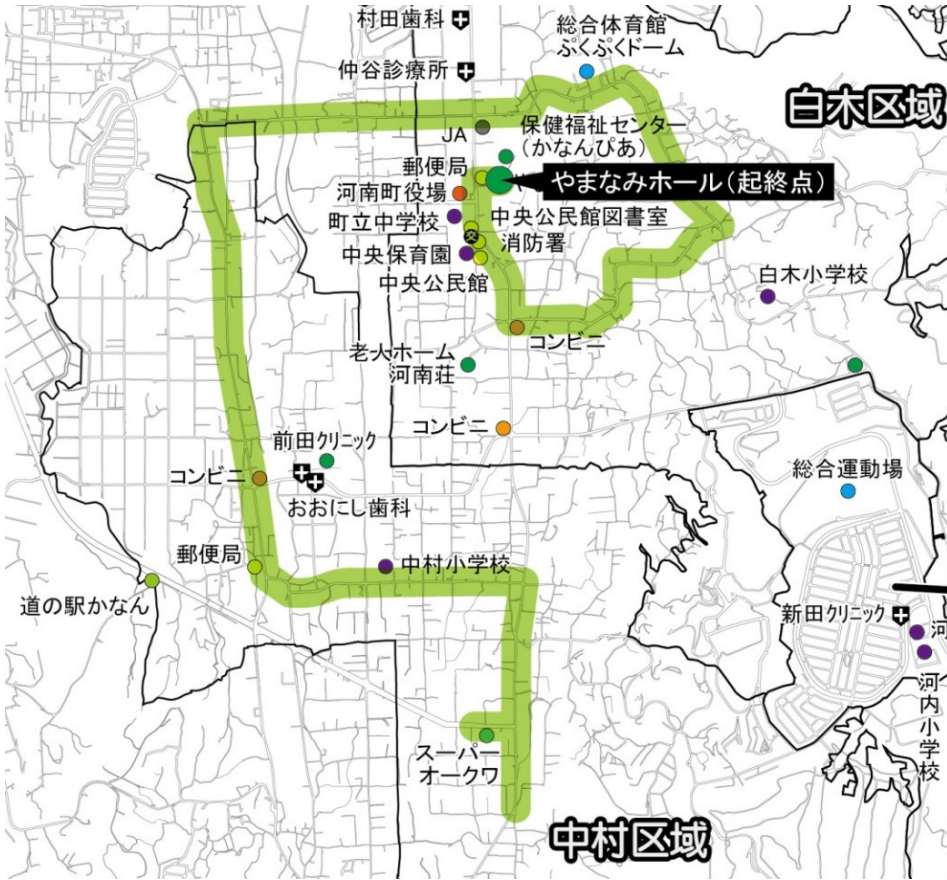 村田歯科
総合体育館
ぷくぷくドーム
仲谷診療所
白木区域
JA
保健福祉センター
(かなんぴあ)
郵便局
やまなみホール(起終点)
河南町役場
町立中学校
中央公民館図書室
消防署
中央保育園
中央公民館
白木小学校
コンビニ
老人ホーム
河南荘
コンビニ
前田クリニック
総合運動場
コンビニ
おおにし歯科
郵便局
中村小学校
道の駅かなん
新田クリニック
河
河内小学校
スーパー
オークワ
中村区域